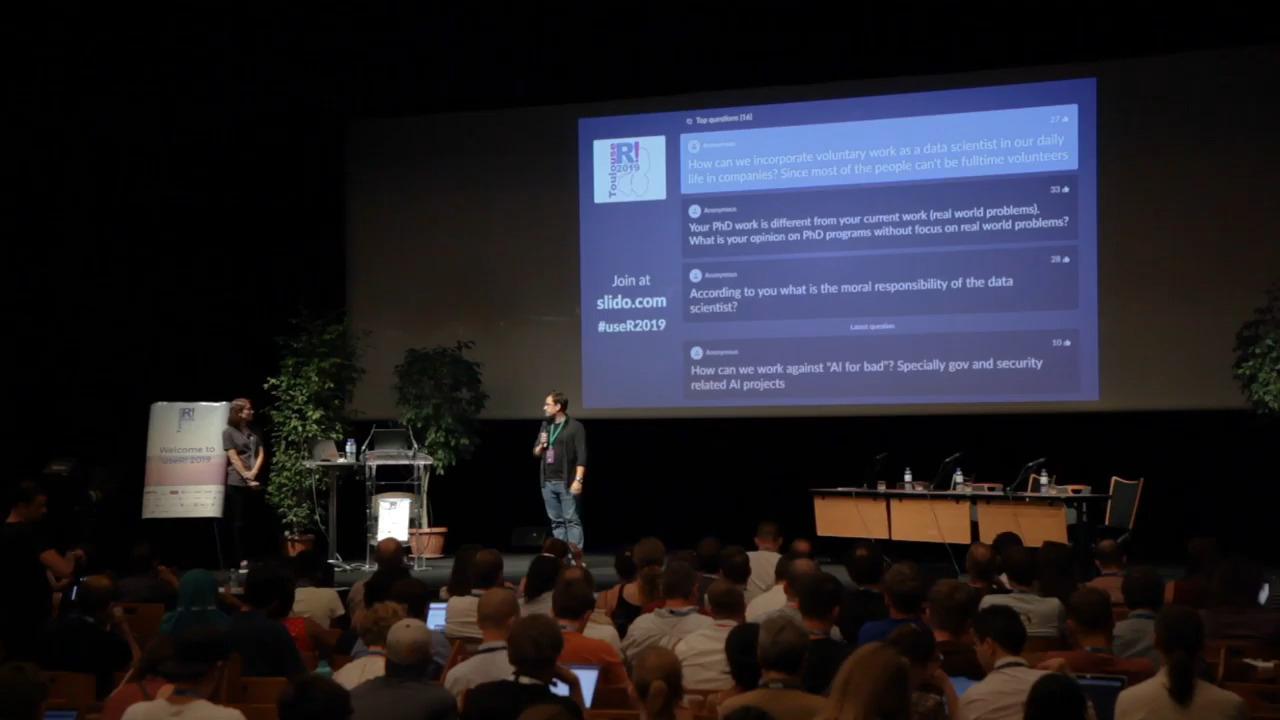 Top questions (16)
Toulouse
R!
2019
27
Anonymous
How can we incorporate voluntary work as a data scientist in our daily
life in companies? Since most of the people can't be fulltime volunteers
33
Anonymous
Your PhD work is different from your current work (real world problems).
What is your opinion on PhD programs without focus on real world problems?
28
Anonymous
According to you what is the moral responsibility of the data
scientist?
Join at
slido.com
#useR2019
Latest question
10
Anonymous
How can we work against "AI for bad"? Specially gov and security
related AI projects
R!
Welcome to
useR! 2019